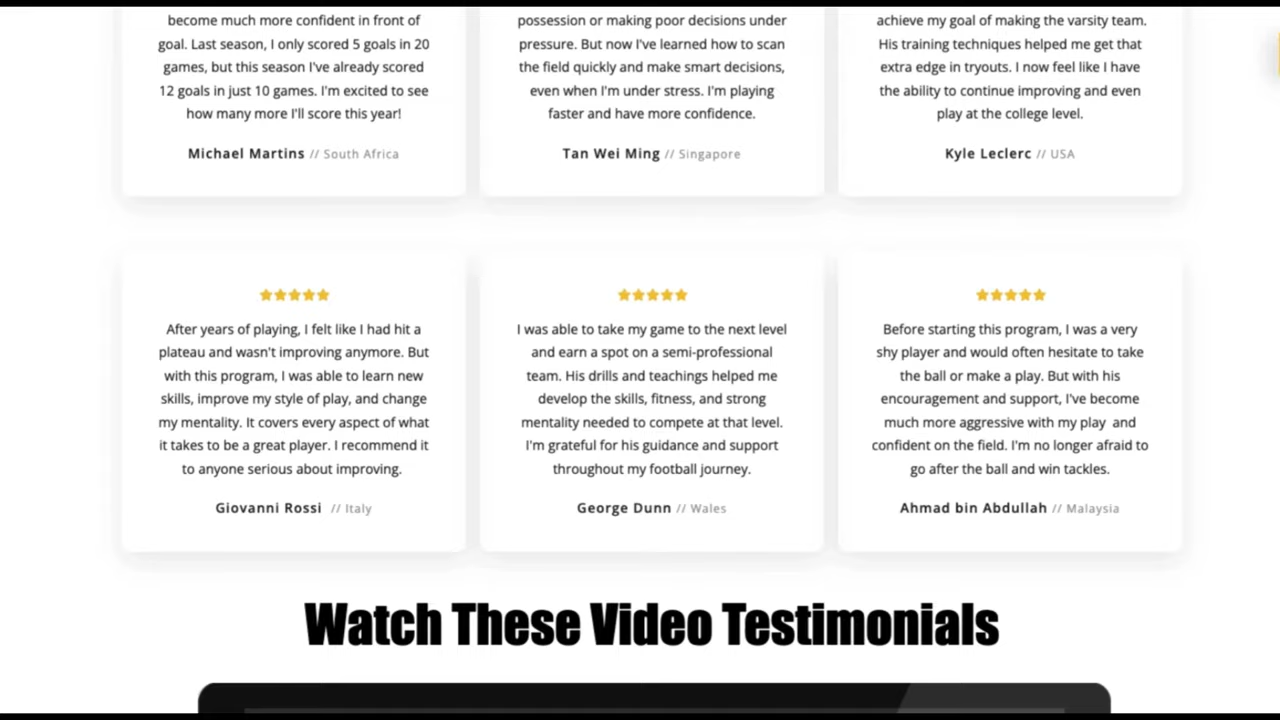 become much more confident in front of
goal. Last season, I only scored 5 goals in 20
games, but this season I've already scored
12 goals in just 10 games. I'm excited to see
how many more I'll score this year!
Michael Martins // South Africa
possession or making poor decisions under
pressure. But now I've learned how to scan
the field quickly and make smart decisions,
even when I'm under stress. I'm playing
faster and have more confidence.
Tan Wei Ming // Singapore
achieve my goal of making the varsity team.
His training techniques helped me get that
extra edge in tryouts. I now feel like I have
the ability to continue improving and even
play at the college level.
Kyle Leclerc // USA
After years of playing, I felt like I had hit a
plateau and wasn't improving anymore. But
with this program, I was able to learn new
skills, improve my style of play, and change
my mentality. It covers every aspect of what
it takes to be a great player. I recommend it
to anyone serious about improving.
Giovanni Rossi // Italy
I was able to take my game to the next level
and earn a spot on a semi-professional
team. His drills and teachings helped me
develop the skills, fitness, and strong
mentality needed to compete at that level.
I'm grateful for his guidance and support
throughout my football journey.
George Dunn // Wales
Before starting this program, I was a very
shy player and would often hesitate to take
the ball or make a play. But with his
encouragement and support, I've become
much more aggressive with my play and
confident on the field. I'm no longer afraid to
go after the ball and win tackles.
Ahmad bin Abdullah // Malaysia
Watch These Video Testimonials